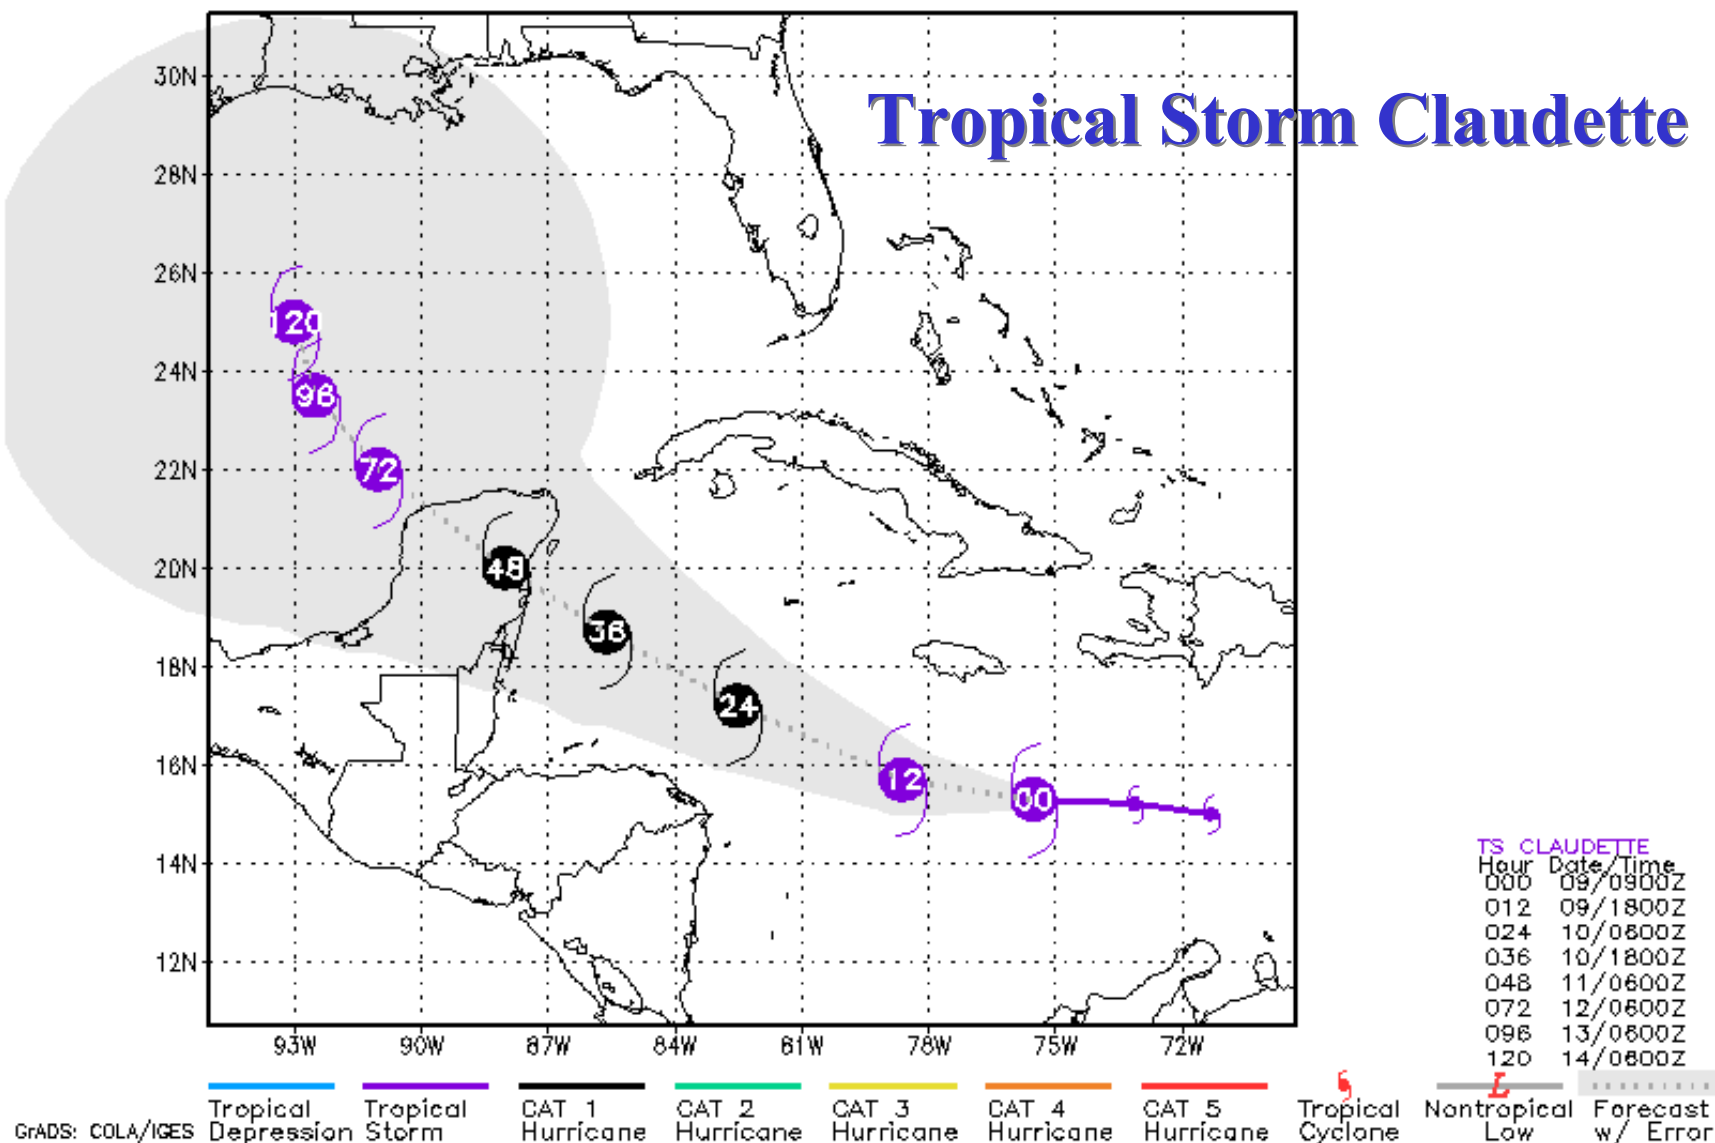 Tropical Storm Claudette
30N
28N
26N
24N
22N
20N
18N
16N
14N
12N
120
96
72
48
36
24
12
00
93W 90W 87W 84W 81W 78W 75W 72W
TS CLAUDETTE
Hour Date/Time
000 09/0900Z
012 09/1800Z
024 10/0600Z
036 10/1800Z
048 11/0600Z
072 12/0600Z
096 13/0600Z
120 14/0600Z
L
Tropical Depression
Tropical Storm
CAT 1 Hurricane
CAT 2 Hurricane
CAT 3 Hurricane
CAT 4 Hurricane
CAT 5 Hurricane
Tropical Cyclone
Nontropical Low
Forecast w/ Error
GrADS: COLA/IGES